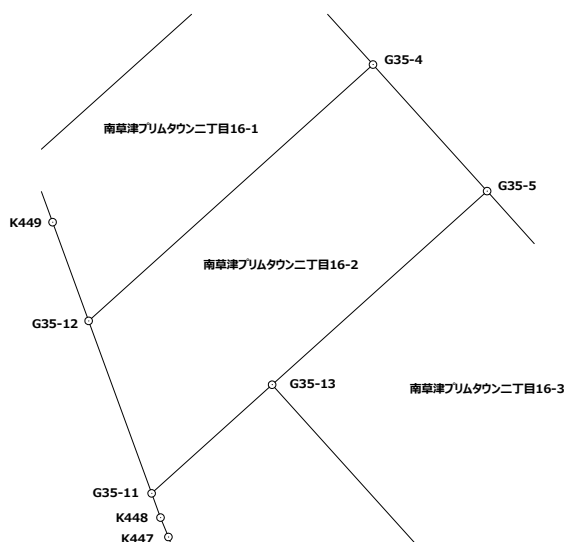 G35-4
南草津プリムタウン二丁目16-1
G35-5
K449
南草津プリムタウン二丁目16-2
G35-12
G35-13
南草津プリムタウン二丁目16-3
G35-11
K448
K447